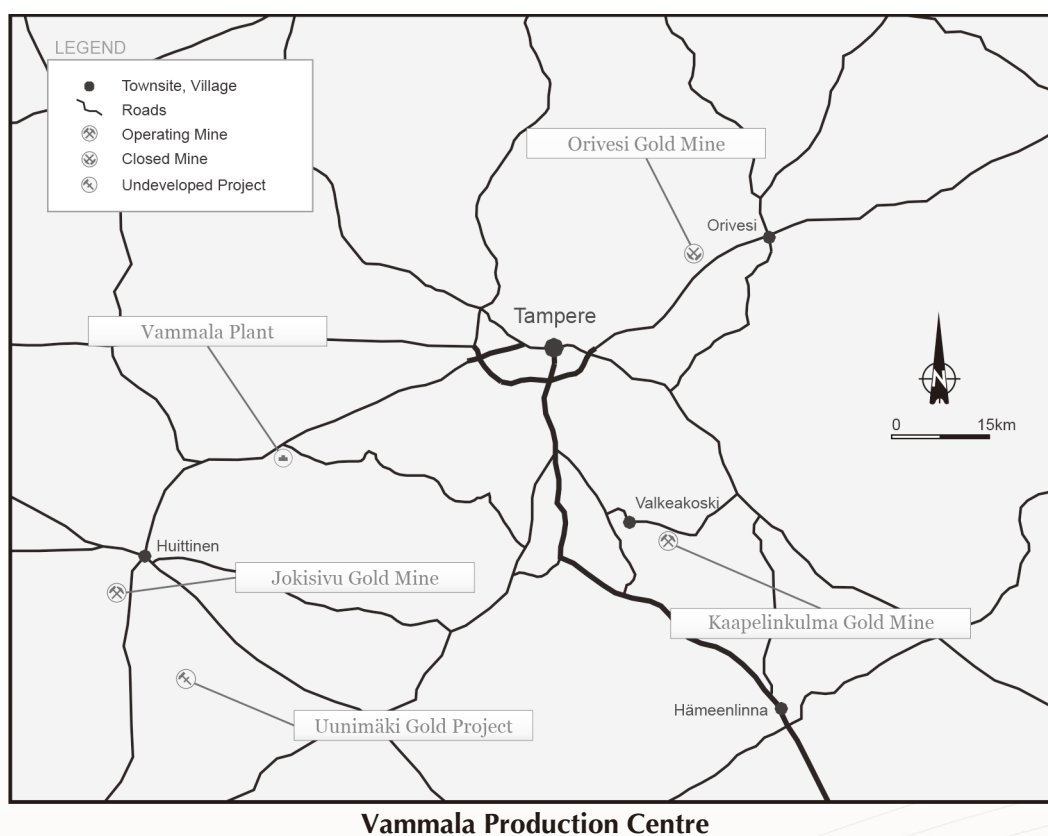 LEGEND
Townsite, Village
Roads
Operating Mine
Closed Mine
Undeveloped Project
Orivesi Gold Mine
Orivesi
Tampere
Vammala Plant
N
0 15km
Valkeakoski
Huittinen
Jokisivu Gold Mine
Kaapelinkulma Gold Mine
Hämeenlinna
Uunimäki Gold Project
Vammala Production Centre